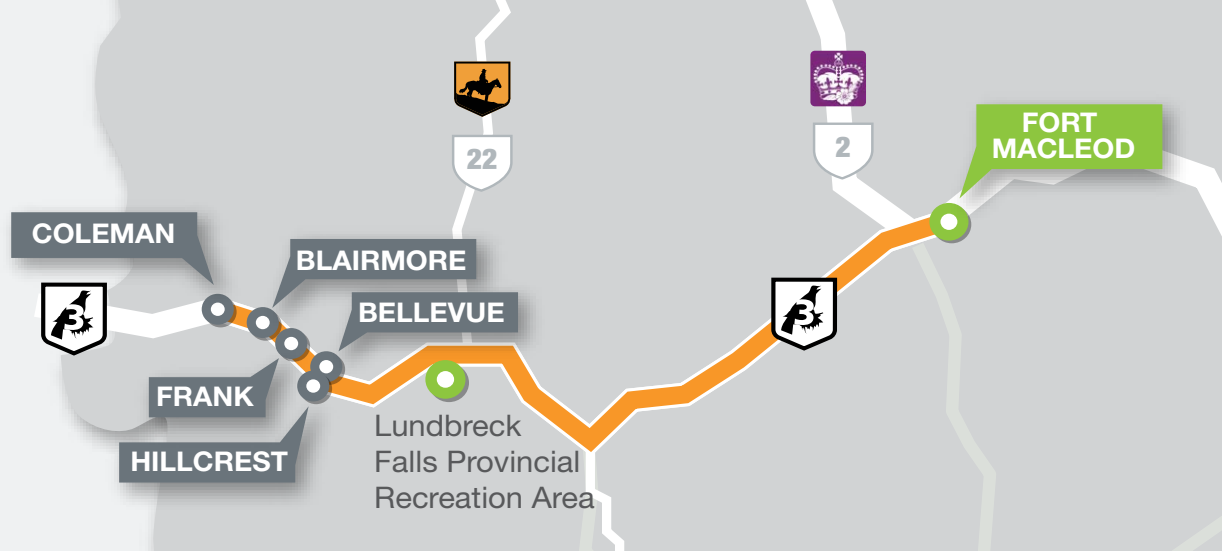 22
2
FORT
MACLEOD
COLEMAN
BLAIRMORE
3
BELLEVUE
3
FRANK
HILLCREST
Lundbreck
Falls Provincial
Recreation Area